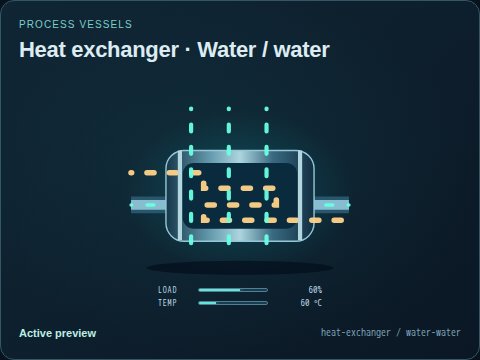 PROCESS VESSELS
Heat exchanger · Water / water
LOAD 60%
TEMP 60 °C
Active preview
heat-exchanger / water-water